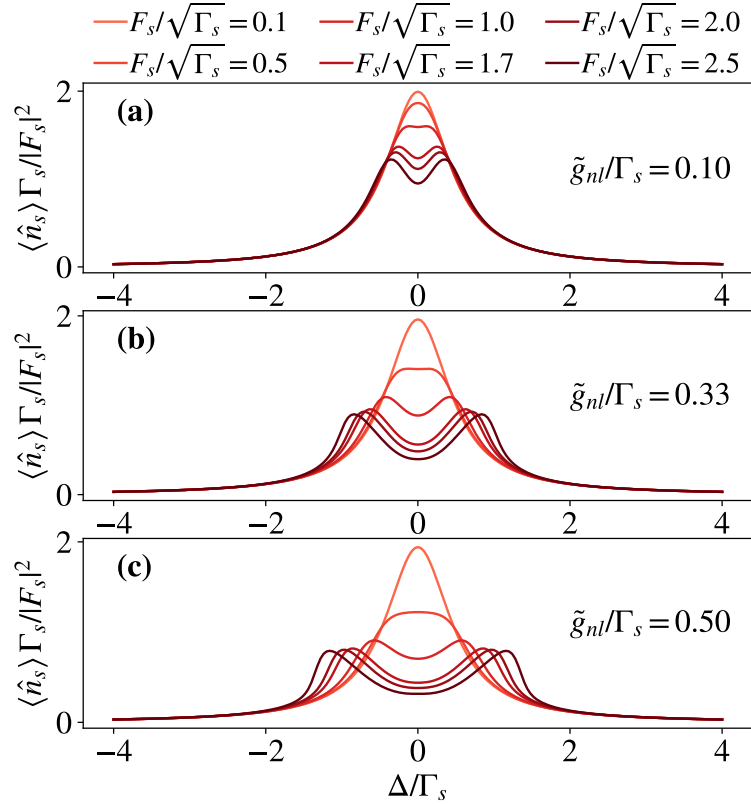 F_s/√Γ_s = 0.1 F_s/√Γ_s = 1.0 F_s/√Γ_s = 2.0
F_s/√Γ_s = 0.5 F_s/√Γ_s = 1.7 F_s/√Γ_s = 2.5
(a)
g̃_{nl}/Γ_s = 0.10
⟨n̂_s⟩ Γ_s/|F_s|²
2
0
−4 −2 0 2 4
(b)
g̃_{nl}/Γ_s = 0.33
⟨n̂_s⟩ Γ_s/|F_s|²
2
0
−4 −2 0 2 4
(c)
g̃_{nl}/Γ_s = 0.50
⟨n̂_s⟩ Γ_s/|F_s|²
2
0
−4 −2 0 2 4
Δ/Γ_s